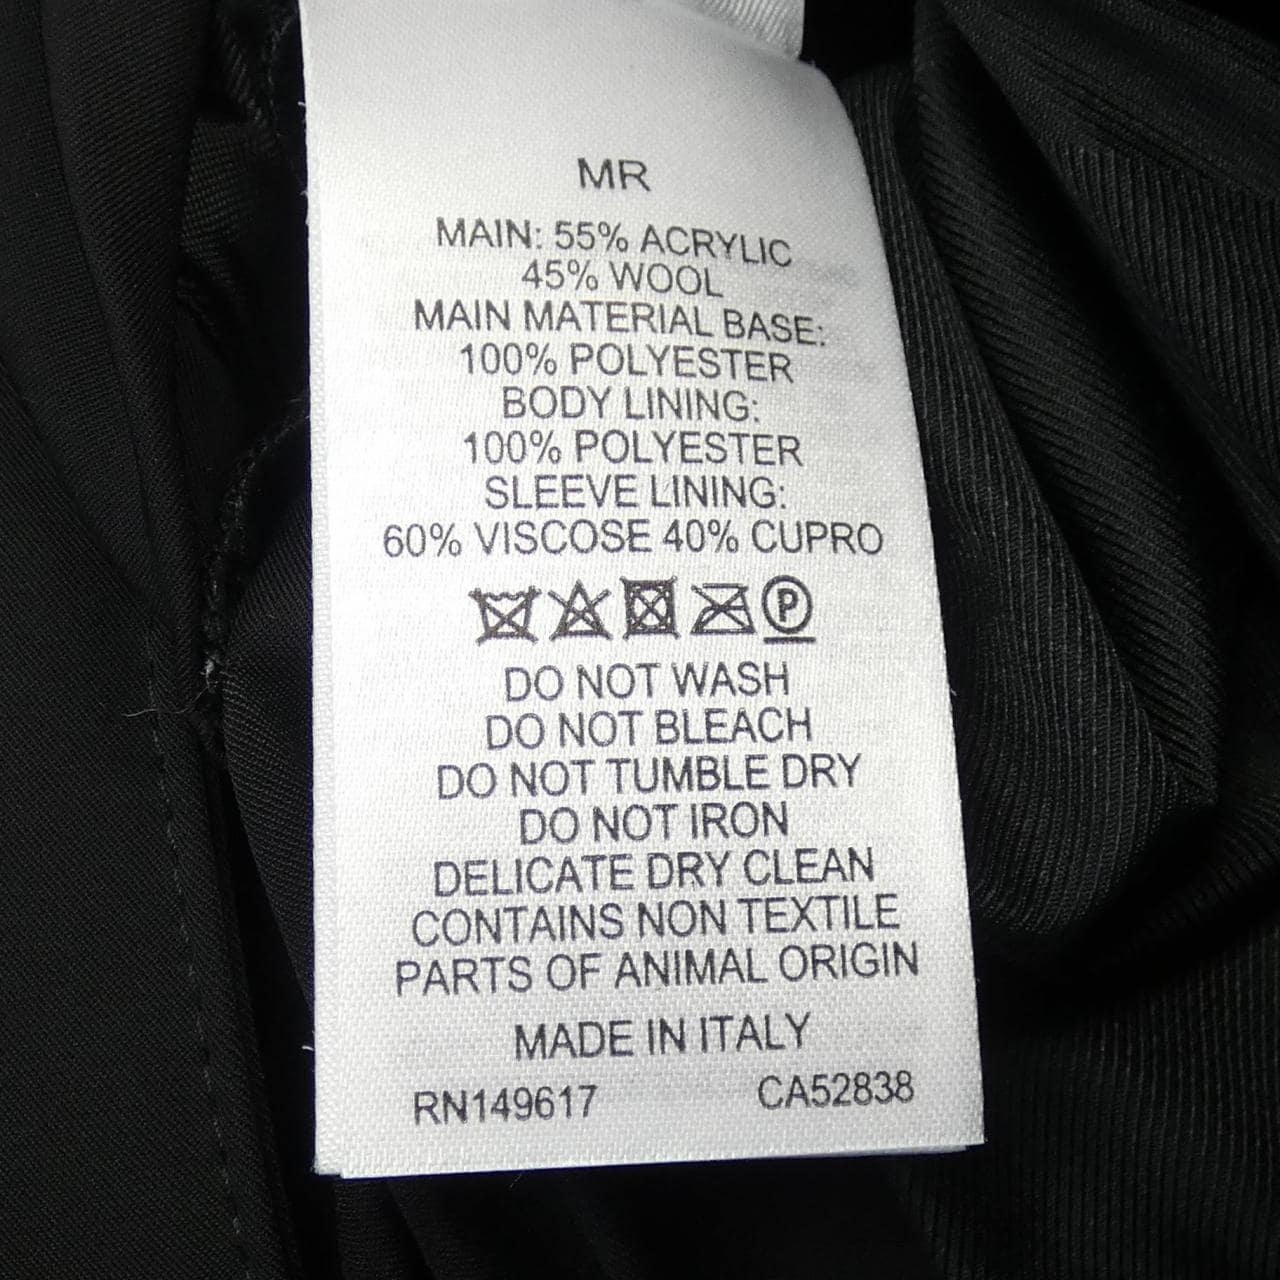 MR
MAIN: 55% ACRYLIC
45% WOOL
MAIN MATERIAL BASE:
100% POLYESTER
BODY LINING:
100% POLYESTER
SLEEVE LINING:
60% VISCOSE 40% CUPRO
P
DO NOT WASH
DO NOT BLEACH
DO NOT TUMBLE DRY
DO NOT IRON
DELICATE DRY CLEAN
CONTAINS NON TEXTILE
PARTS OF ANIMAL ORIGIN
MADE IN ITALY
RN149617 CA52838